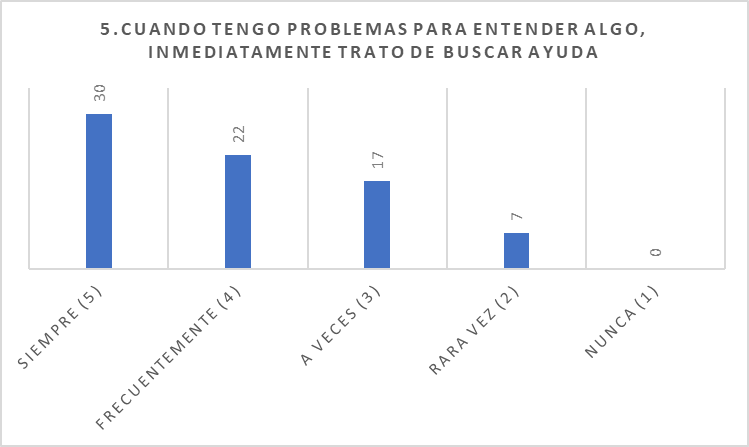 5.CUANDO TENGO PROBLEMAS PARA ENTENDER ALGO,
INMEDIATAMENTE TRATO DE BUSCAR AYUDA
30
22
17
7
0
SIEMPRE (5)
FRECUENTEMENTE (4)
A VECES (3)
RARA VEZ (2)
NUNCA (1)